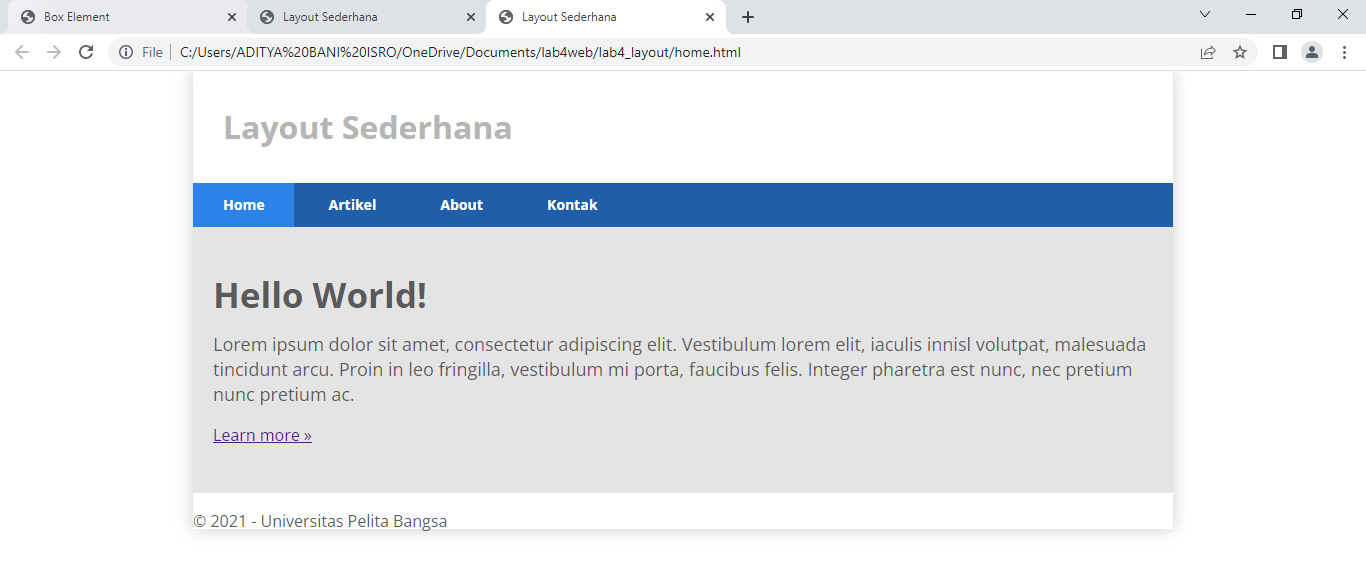 Box Element
Layout Sederhana
Layout Sederhana
File
C:/Users/ADITYA%20BANI%20ISRO/OneDrive/Documents/lab4web/lab4_layout/home.html
Layout Sederhana
Home Artikel About Kontak
Hello World!
Lorem ipsum dolor sit amet, consectetur adipiscing elit. Vestibulum lorem elit, iaculis innisl volutpat, malesuada
tincidunt arcu. Proin in leo fringilla, vestibulum mi porta, faucibus felis. Integer pharetra est nunc, nec pretium
nunc pretium ac.
Learn more »
© 2021 - Universitas Pelita Bangsa